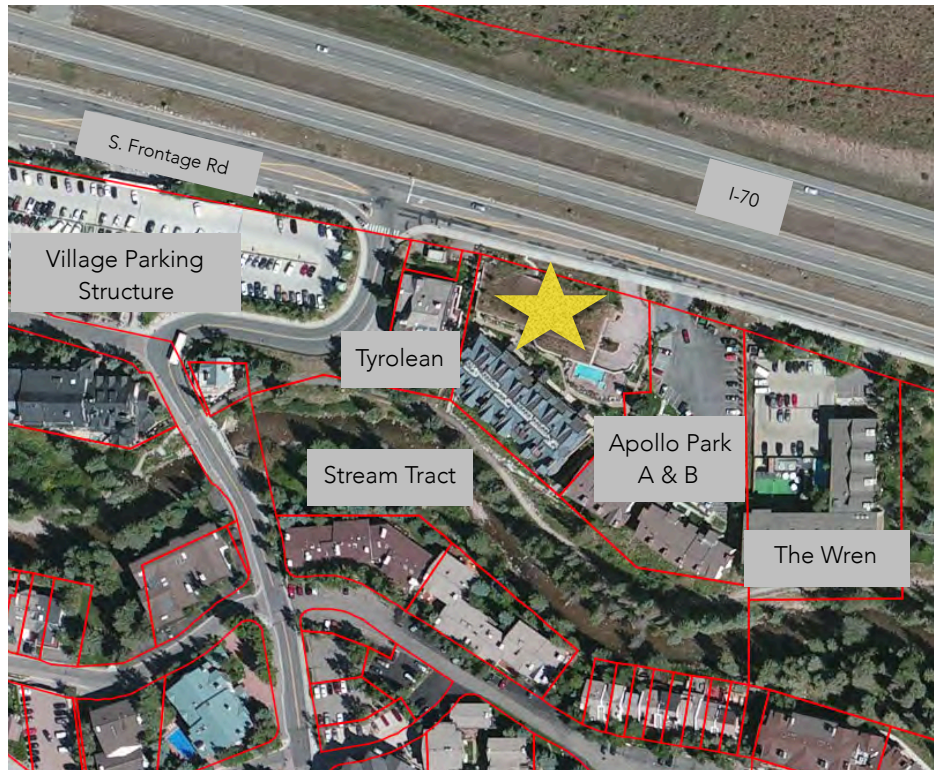 S. Frontage Rd
I-70
Village Parking
Structure
Tyrolean
Apollo Park
A & B
Stream Tract
The Wren